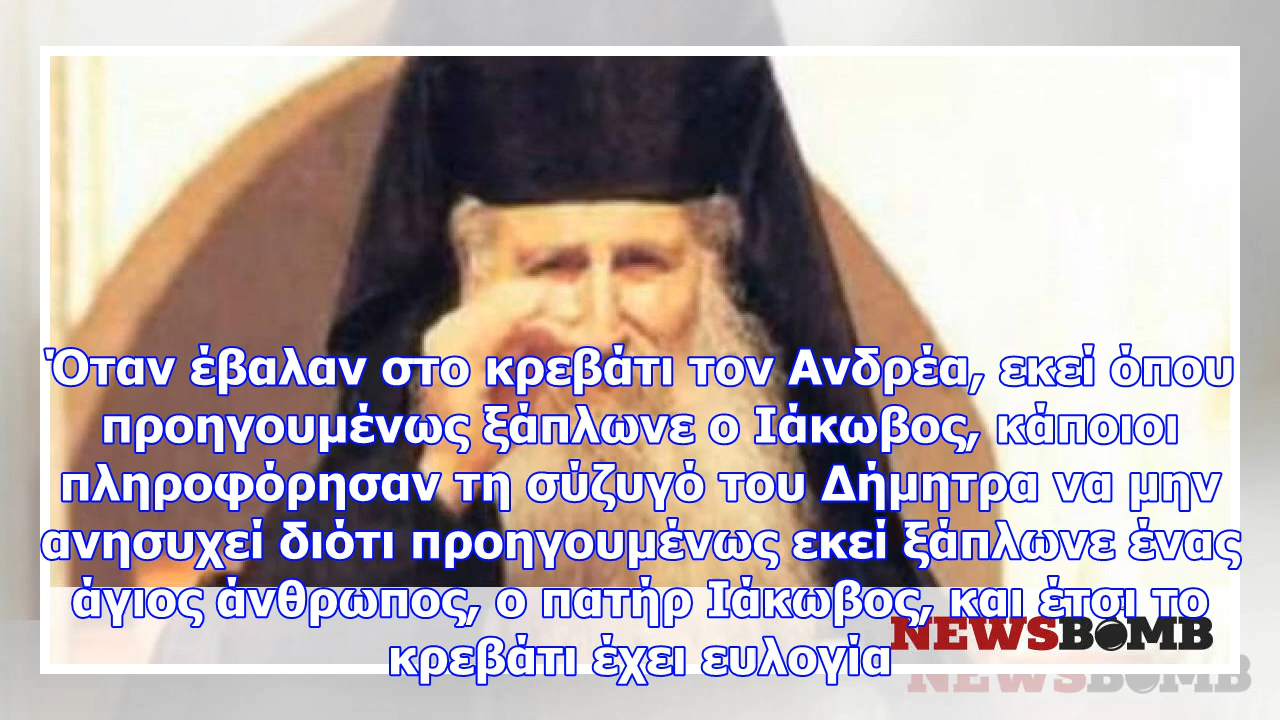 Όταν έβαλαν στο κρεβάτι τον Ανδρέα, εκεί όπου
προηγουμένως ξάπλωνε ο Ιάκωβος, κάποιοι
πληροφόρησαν τη σύζυγό του Δήμητρα να μην
ανησυχεί διότι προηγουμένως εκεί ξάπλωνε ένας
άγιος άνθρωπος, ο πατήρ Ιάκωβος, και έτσι το
κρεβάτι έχει ευλογία
NEWSBOMB
NEWSBOMB